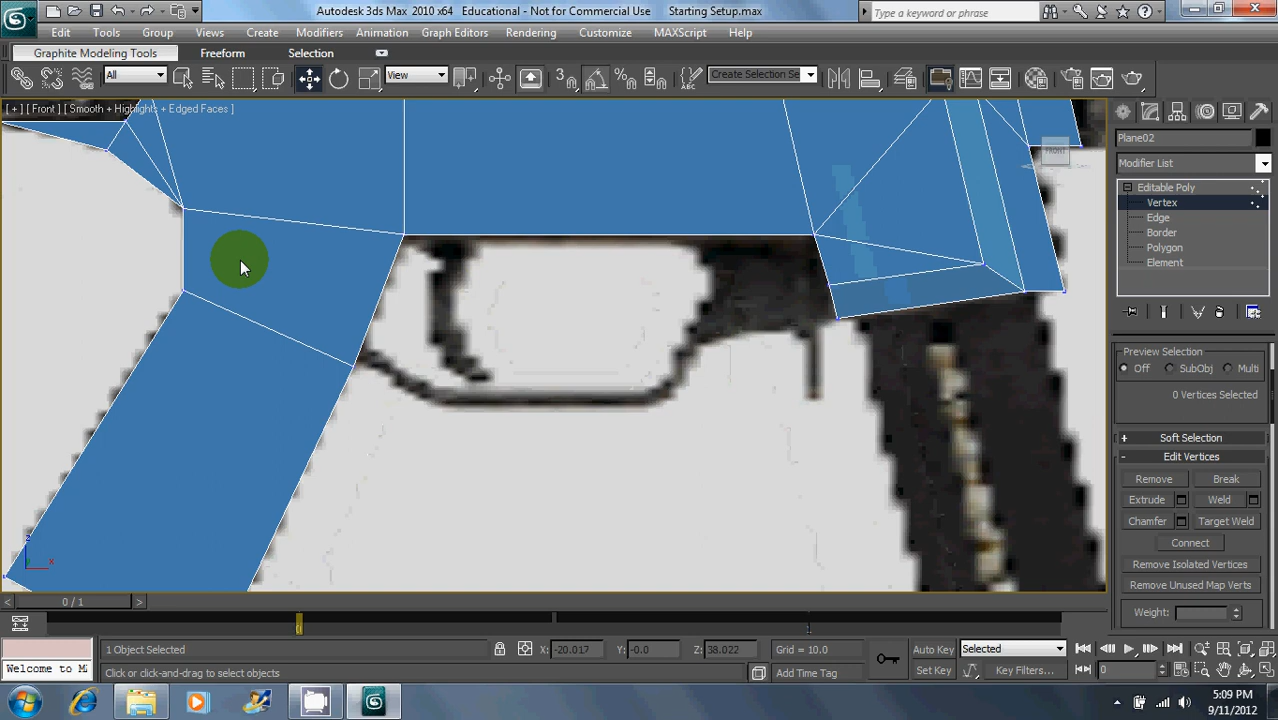 Autodesk 3ds Max 2010 x64 - Educational - Not for Commercial Use Starting Setup.max
Type a keyword or phrase
Edit Tools Group Views Create Modifiers Animation Graph Editors Rendering Customize MAXScript Help
Graphite Modeling Tools Freeform Selection
All View 3 ABC Create Selection Se
[ + ] [ Front ] [ Smooth + Highlights + Edged Faces ]
FRONT
Plane02
Modifier List
Editable Poly
Vertex
Edge
Border
Polygon
Element
Preview Selection
Off SubObj Multi
0 Vertices Selected
+ Soft Selection
- Edit Vertices
Remove Break
Extrude Weld
Chamfer Target Weld
Connect
Remove Isolated Vertices
Remove Unused Map Verts
Weight:
z
x
< 0 / 1 >
0 1
1 Object Selected X: -20.017 Y: -0.0 Z: 38.022 Grid = 10.0 Auto Key Selected
Welcome to M Click or click-and-drag to select objects Add Time Tag Set Key Key Filters... 0
5:09 PM
9/11/2012